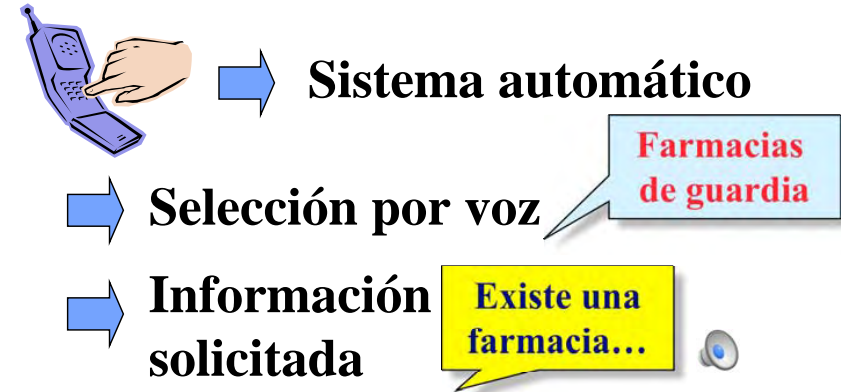 Sistema automático
Farmacias
de guardia
Selección por voz
Información
solicitada
Existe una
farmacia...